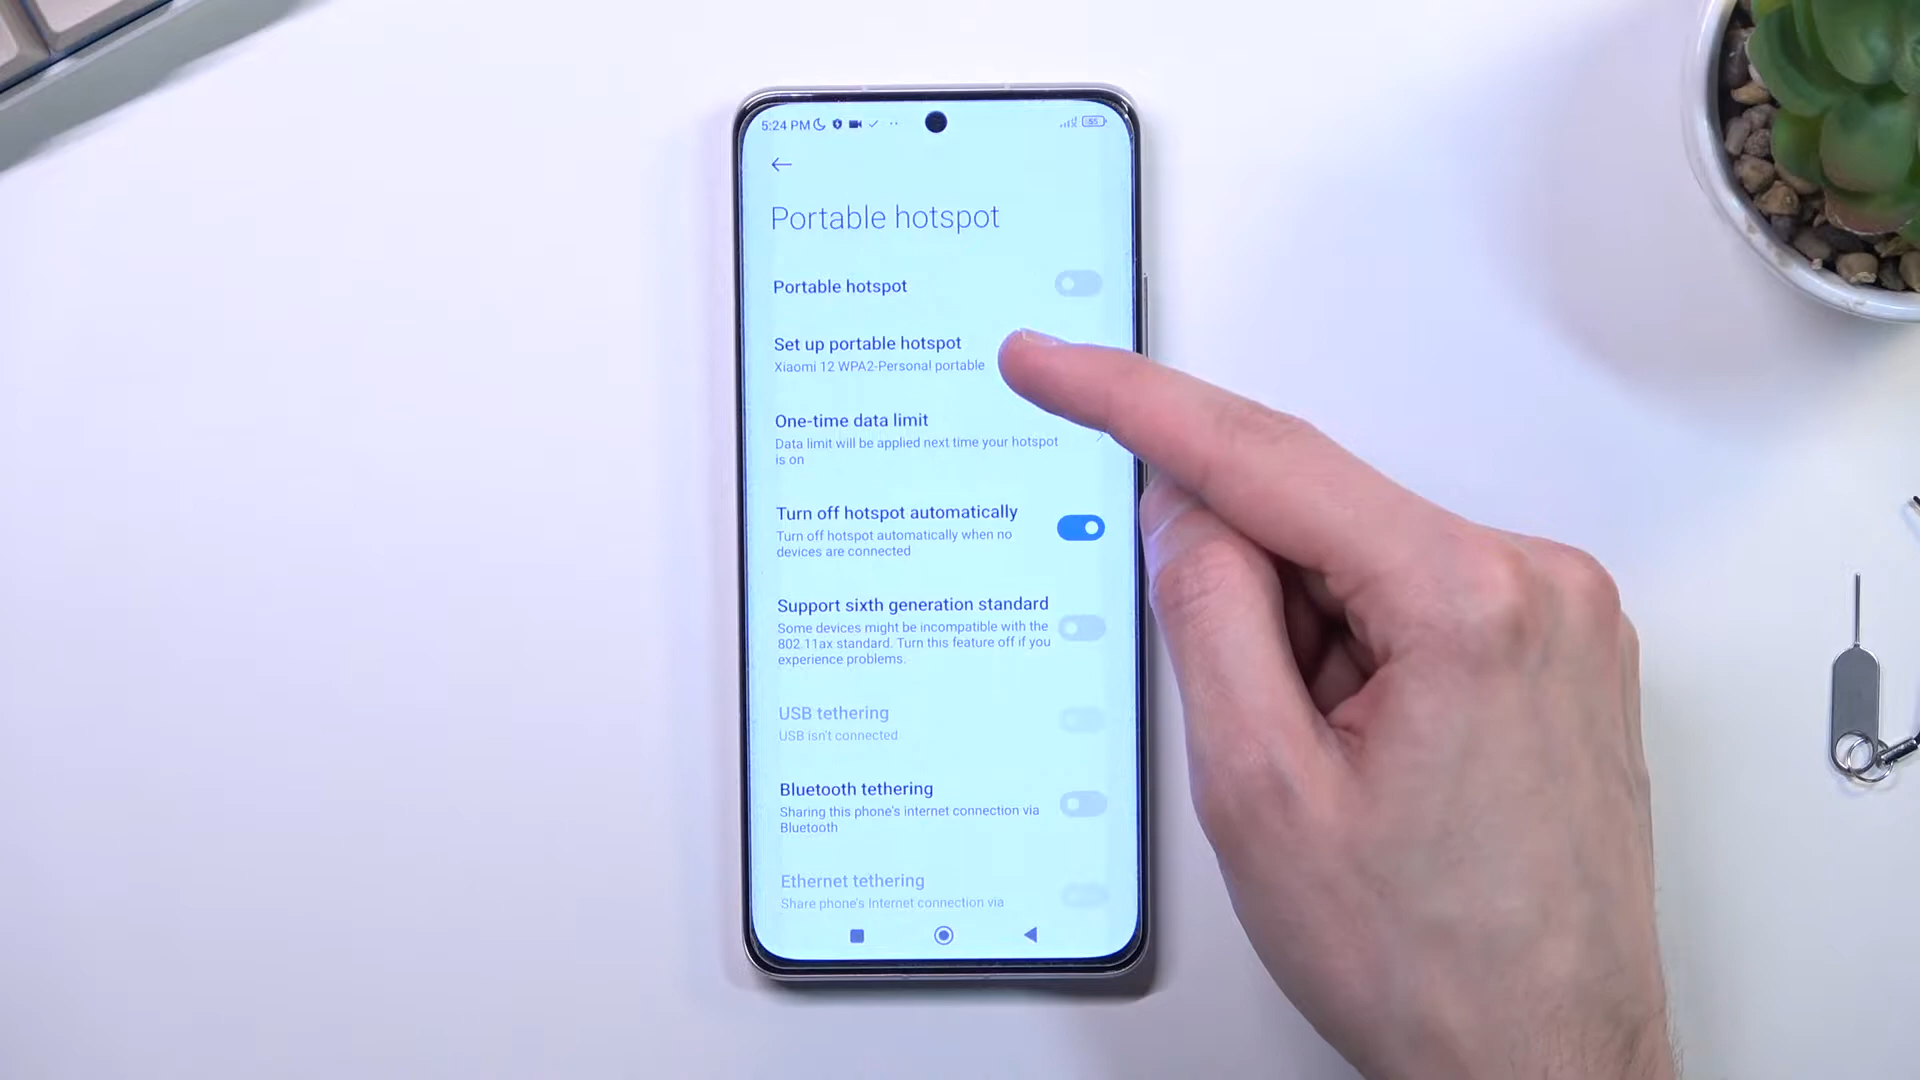 5:24 PM
55
Portable hotspot
Portable hotspot
Set up portable hotspot
Xiaomi 12 WPA2-Personal portable
One-time data limit
Data limit will be applied next time your hotspot
is on
Turn off hotspot automatically
Turn off hotspot automatically when no
devices are connected
Support sixth generation standard
Some devices might be incompatible with the
802.11ax standard. Turn this feature off if you
experience problems.
USB tethering
USB isn't connected
Bluetooth tethering
Sharing this phone's internet connection via
Bluetooth
Ethernet tethering
Share phone's Internet connection via